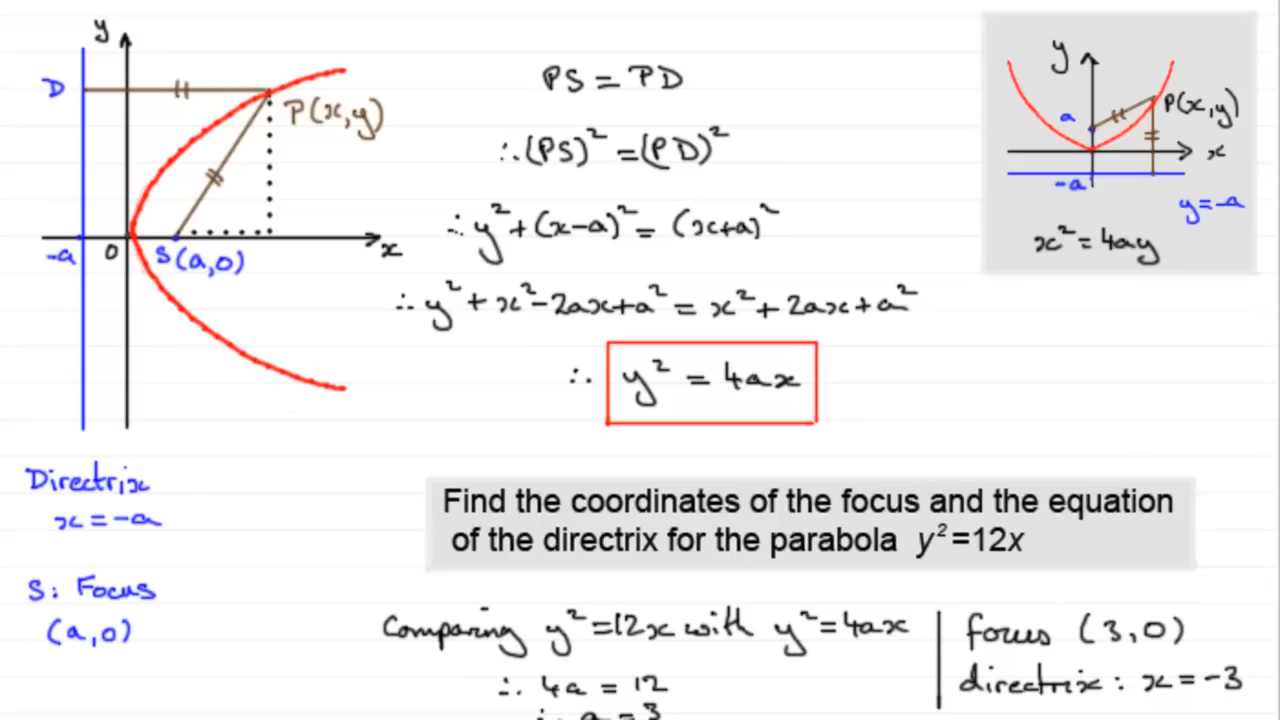 y
D
P(x,y)
-a
0
S(a,0)
x
PS = PD
∴ (PS)² = (PD)²
∴ y² + (x-a)² = (x+a)²
∴ y² + x² - 2ax + a² = x² + 2ax + a²
∴ y² = 4ax
y
a
P(x,y)
x
-a
y = -a
x² = 4ay
Directrix
x = -a
S: Focus
(a,0)
Find the coordinates of the focus and the equation
of the directrix for the parabola y²=12x
Comparing y²=12x with y²=4ax
∴ 4a = 12
∴ a = 3
focus (3,0)
directrix: x = -3